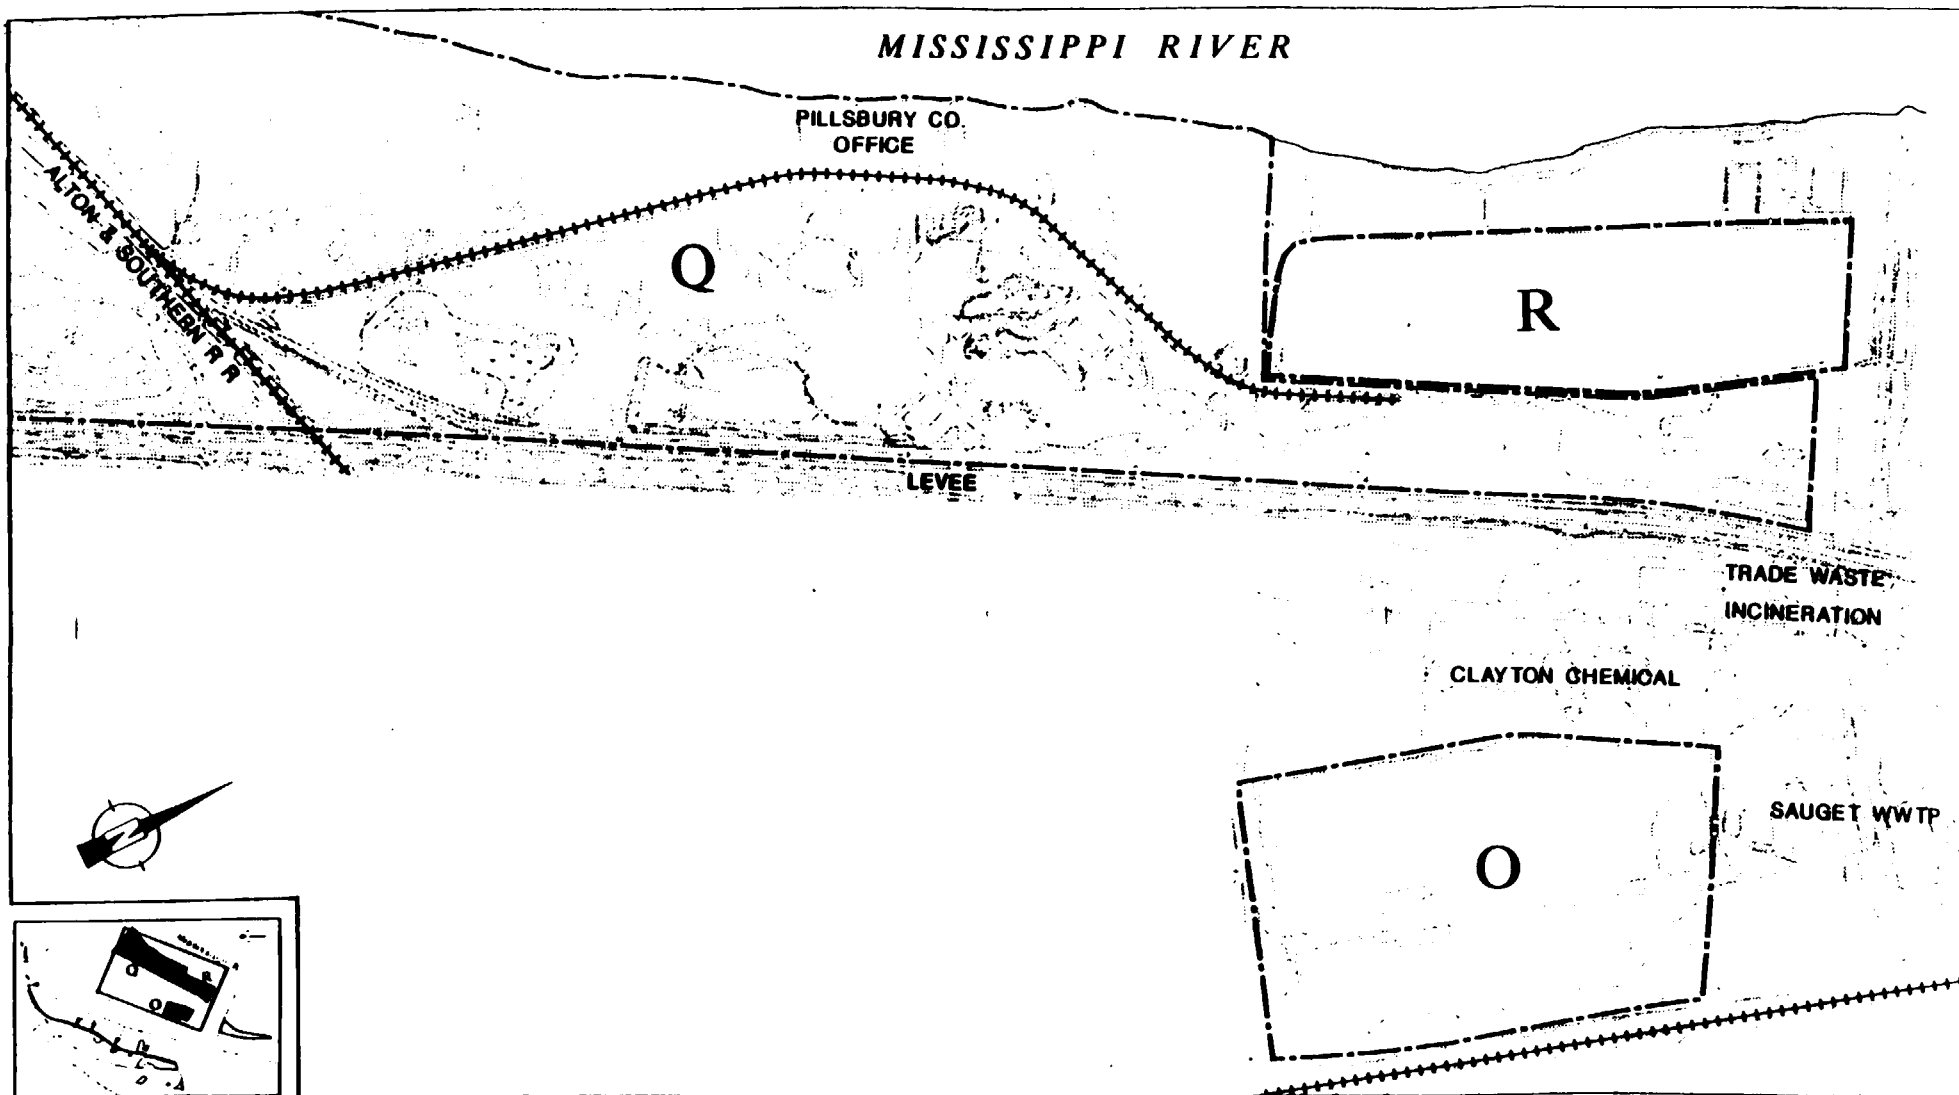 MISSISSIPPI RIVER
PILLSBURY CO.
OFFICE
ALTON & SOUTHERN R R
Q
R
LEVEE
TRADE WASTE
INCINERATION
CLAYTON CHEMICAL
SAUGET WWTP
O
N
Q
R
O